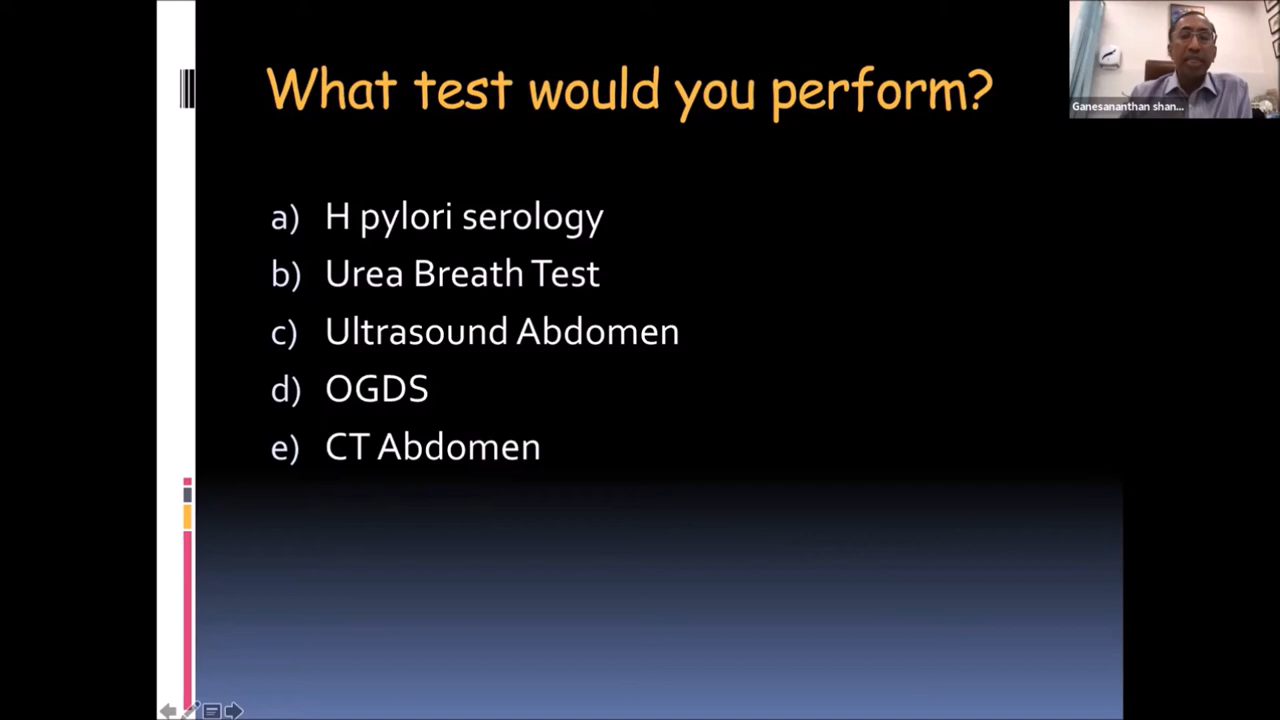 What test would you perform?
Ganesananthan shan...
a) H pylori serology
b) Urea Breath Test
c) Ultrasound Abdomen
d) OGDS
e) CT Abdomen